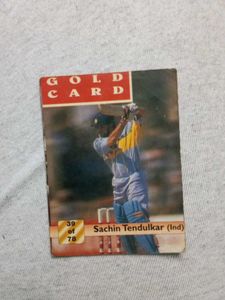 GOLD
CARD
39
of
78
Sachin Tendulkar (Ind)